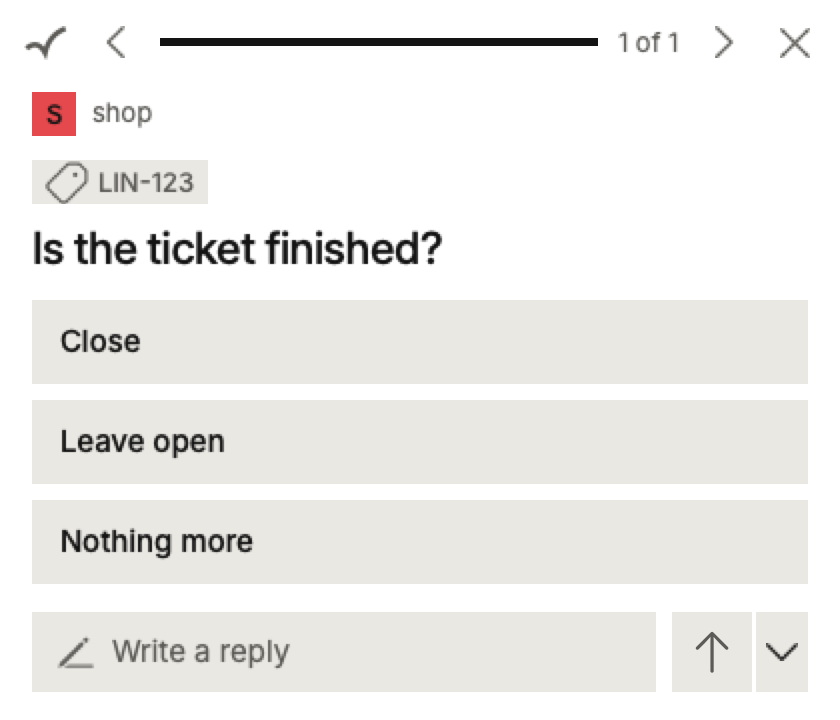 1 of 1
S shop
LIN-123
Is the ticket finished?
Close
Leave open
Nothing more
Write a reply